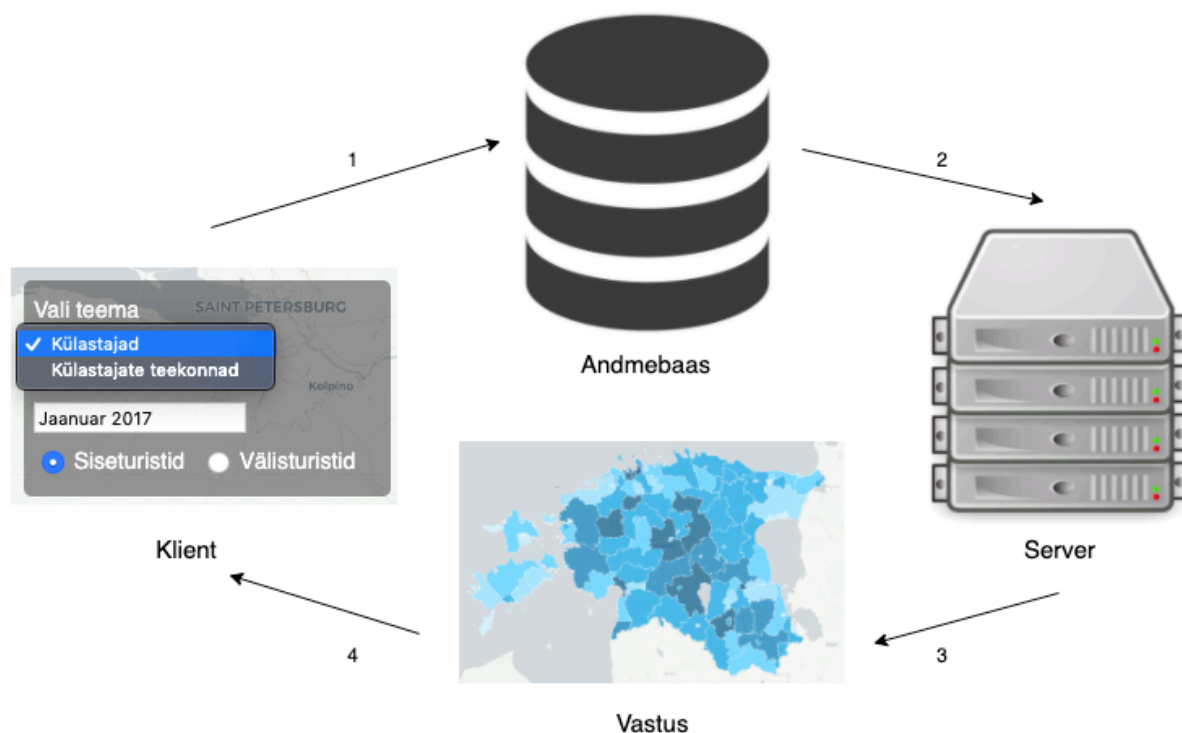 1
2
Andmebaas
Vali teema
SAINT PETERSBURG
✓ Külastajad
Külastajate teekonnad
Kolpino
Jaanuar 2017
Siseturistid
Välisturistid
Klient
Server
4
3
Vastus